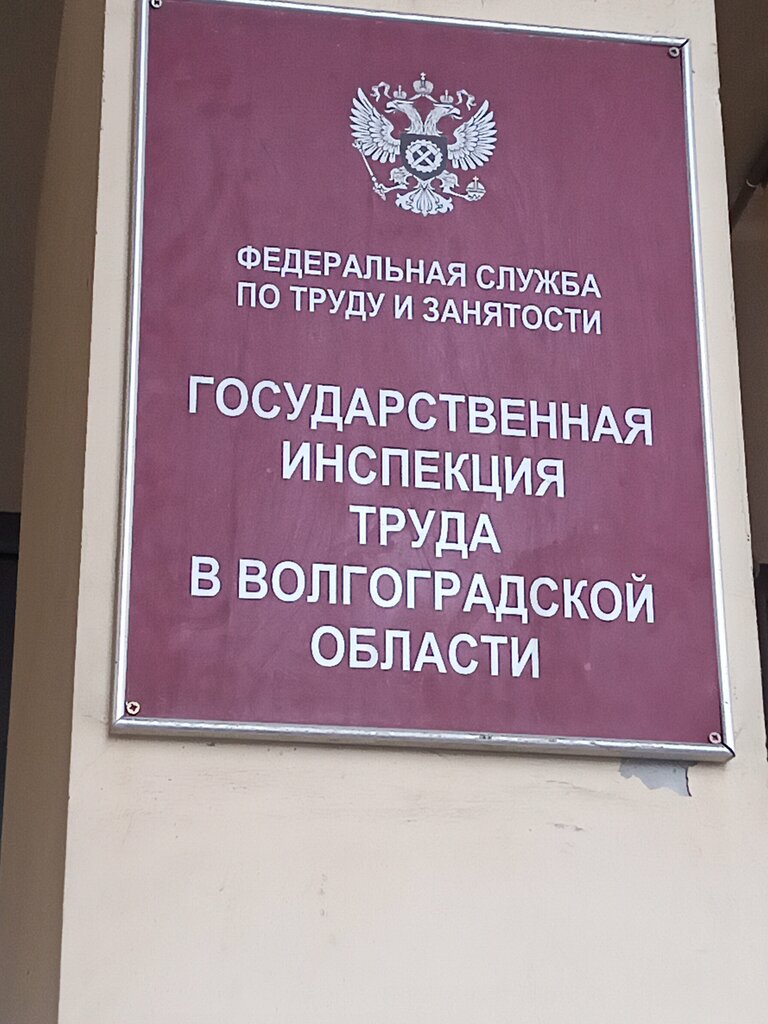 ФЕДЕРАЛЬНАЯ СЛУЖБА
ПО ТРУДУ И ЗАНЯТОСТИ
ГОСУДАРСТВЕННАЯ
ИНСПЕКЦИЯ
ТРУДА
В ВОЛГОГРАДСКОЙ
ОБЛАСТИ